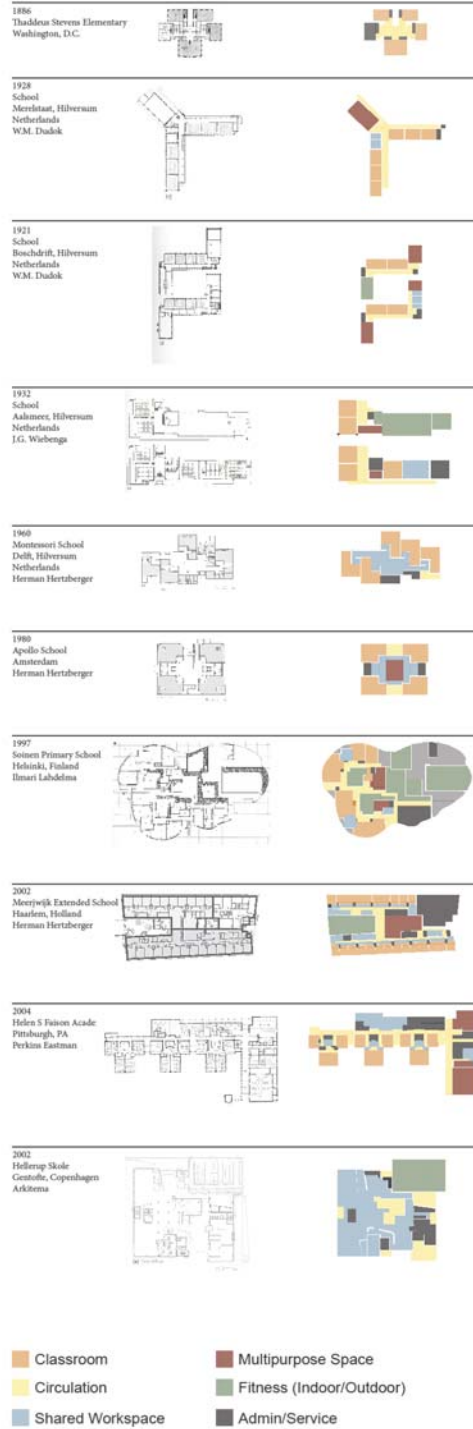 1886
Thaddeus Stevens Elementary
Washington, D.C.
1928
School
Merelstaat, Hilversum
Netherlands
W.M. Dudok
1921
School
Boschdrift, Hilversum
Netherlands
W.M. Dudok
1932
School
Aalsmeer, Hilversum
Netherlands
J.G. Wiebenga
1960
Montessori School
Delft, Hilversum
Netherlands
Herman Hertzberger
1980
Apollo School
Amsterdam
Herman Hertzberger
1997
Soinen Primary School
Helsinki, Finland
Ilmari Lahdelma
2002
Meerjwijk Extended School
Haarlem, Holland
Herman Hertzberger
2004
Helen S Faison Acade
Pittsburgh, PA
Perkins Eastman
2002
Hellerup Skole
Gentofte, Copenhagen
Arkitema
Classroom
Multipurpose Space
Circulation
Fitness (Indoor/Outdoor)
Shared Workspace
Admin/Service